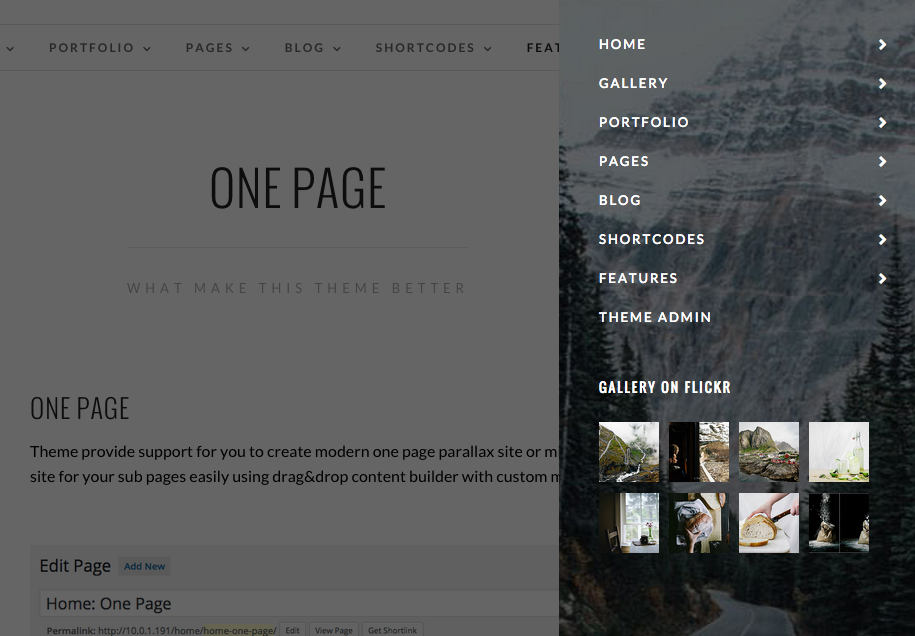 PORTFOLIO
PAGES
BLOG
SHORTCODES
FEAT
ONE PAGE
WHAT MAKE THIS THEME BETTER
ONE PAGE
Theme provide support for you to create modern one page parallax site or m
site for your sub pages easily using drag&drop content builder with custom m
Edit Page Add New
Home: One Page
Permalink: http://10.0.1.191/home/home-one-page/ Edit View Page Get Shortlink
HOME
GALLERY
PORTFOLIO
PAGES
BLOG
SHORTCODES
FEATURES
THEME ADMIN
GALLERY ON FLICKR